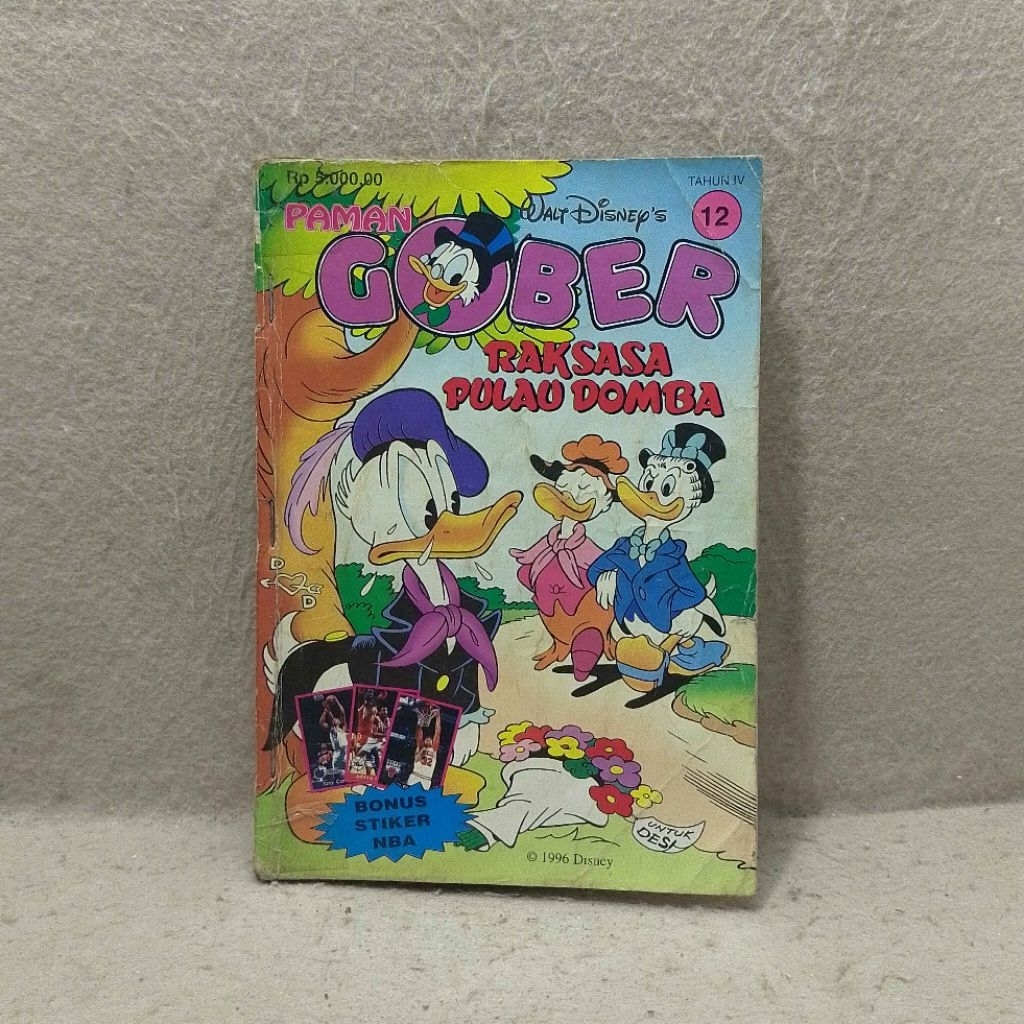 Rp 5.000,00
TAHUN IV
12
PAMAN
WALT DISNEY'S
GOBER
RAKSASA
PULAU DOMBA
D
D
BONUS
STIKER
NBA
UNTUK
DESI
© 1996 Disney